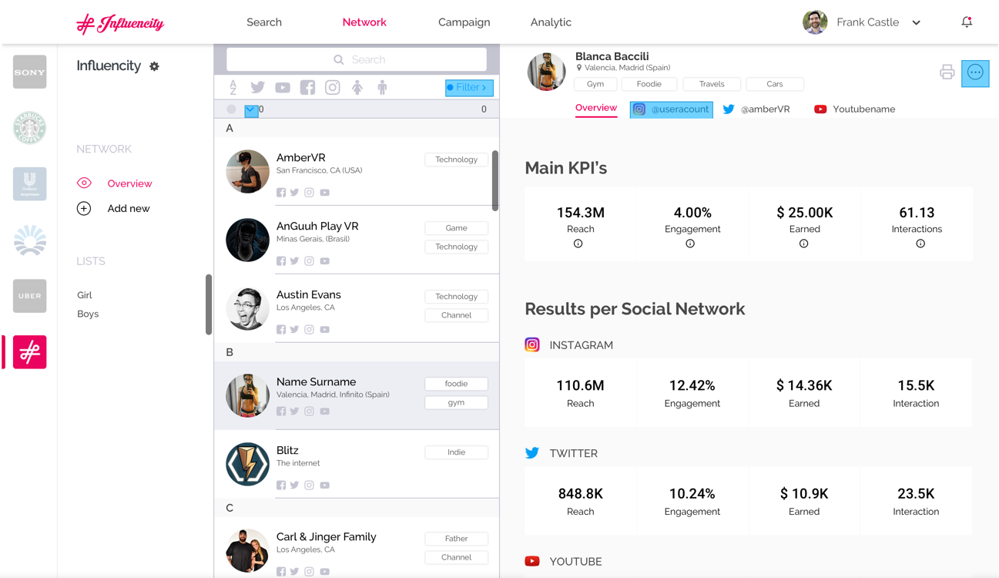 Influencity
Search
Network
Campaign
Analytic
Frank Castle
SONY
STARBUCKS
COFFEE
Unilever
UBER
Influencity
NETWORK
Overview
Add new
LISTS
Girl
Boys
Search
A
Z
Filter >
0
0
A
AmberVR
San Francisco, CA (USA)
Technology
AnGuuh Play VR
Minas Gerais, (Brasil)
Game
Technology
Austin Evans
Los Angeles, CA
Technology
Channel
B
Name Surname
Valencia, Madrid, Infinito (Spain)
foodie
gym
Blitz
The internet
Indie
C
Carl & Jinger Family
Los Angeles, CA
Father
Channel
Blanca Baccili
Valencia, Madrid (Spain)
Gym
Foodie
Travels
Cars
Overview
@useracount
@amberVR
Youtubename
Main KPI’s
154.3M
Reach
4.00%
Engagement
$ 25.00K
Earned
61.13
Interactions
Results per Social Network
INSTAGRAM
110.6M
Reach
12.42%
Engagement
$ 14.36K
Earned
15.5K
Interaction
TWITTER
848.8K
Reach
10.24%
Engagement
$ 10.9K
Earned
23.5K
Interaction
YOUTUBE